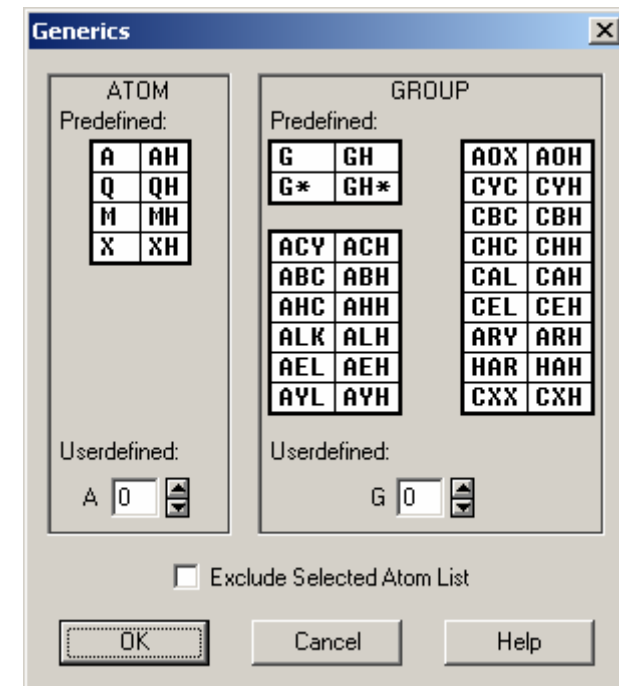 Generics
ATOM
Predefined:
A AH
Q QH
M MH
X XH
Userdefined:
A 0
GROUP
Predefined:
G GH
G* GH*
ACY ACH
ABC ABH
AHC AHH
ALK ALH
AEL AEH
AYL AYH
AOX AOH
CYC CYH
CBC CBH
CHC CHH
CAL CAH
CEL CEH
ARY ARH
HAR HAH
CXX CXH
Userdefined:
G 0
Exclude Selected Atom List
OK Cancel Help